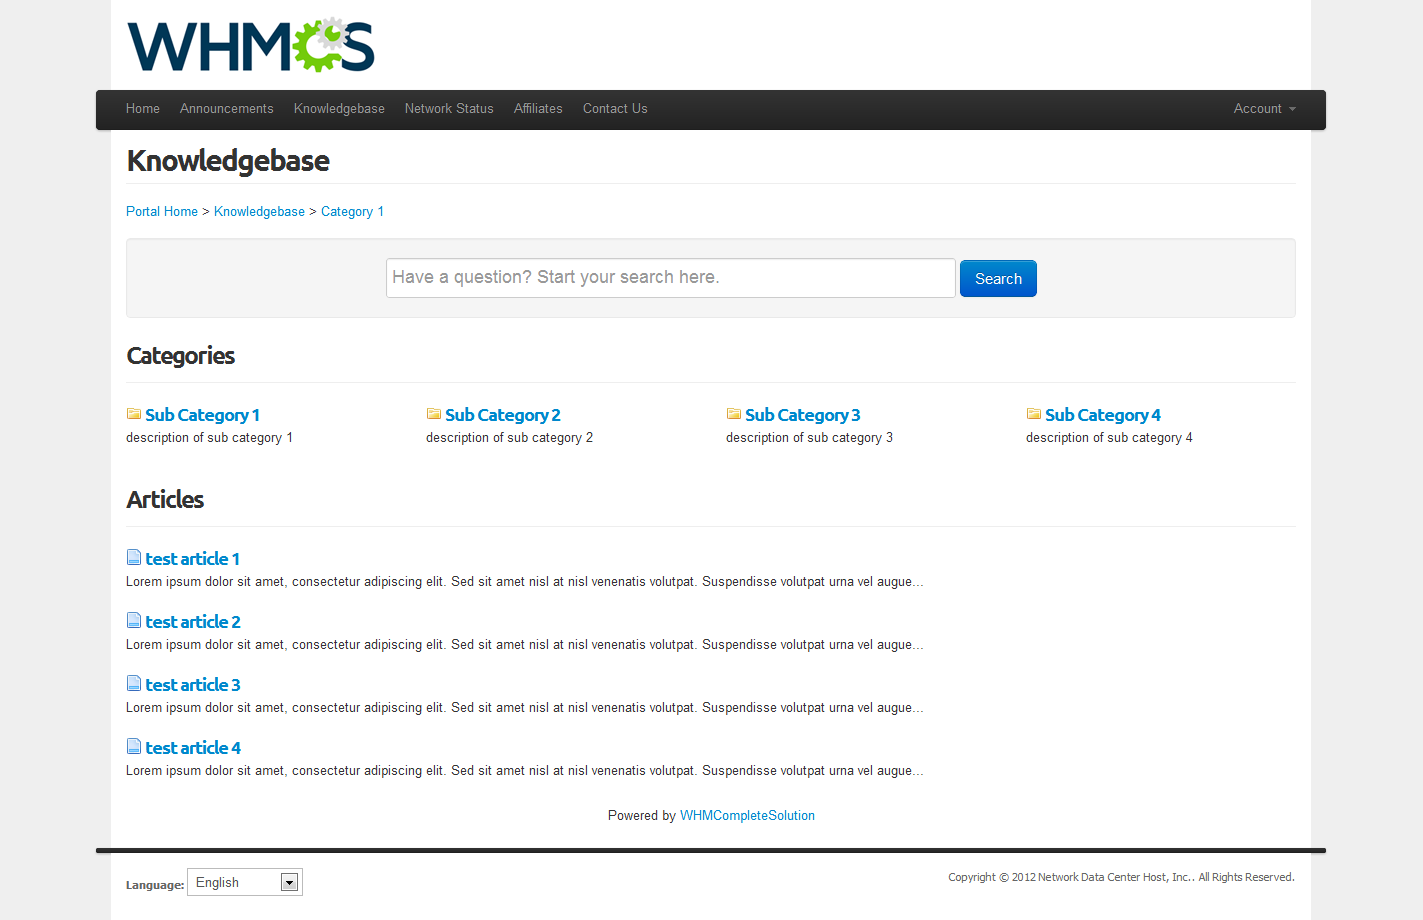 WHMCS
Home Announcements Knowledgebase Network Status Affiliates Contact Us Account
Knowledgebase
Portal Home > Knowledgebase > Category 1
Have a question? Start your search here. Search
Categories
Sub Category 1 Sub Category 2 Sub Category 3 Sub Category 4
description of sub category 1 description of sub category 2 description of sub category 3 description of sub category 4
Articles
test article 1
Lorem ipsum dolor sit amet, consectetur adipiscing elit. Sed sit amet nisl at nisl venenatis volutpat. Suspendisse volutpat urna vel augue...
test article 2
Lorem ipsum dolor sit amet, consectetur adipiscing elit. Sed sit amet nisl at nisl venenatis volutpat. Suspendisse volutpat urna vel augue...
test article 3
Lorem ipsum dolor sit amet, consectetur adipiscing elit. Sed sit amet nisl at nisl venenatis volutpat. Suspendisse volutpat urna vel augue...
test article 4
Lorem ipsum dolor sit amet, consectetur adipiscing elit. Sed sit amet nisl at nisl venenatis volutpat. Suspendisse volutpat urna vel augue...
Powered by WHMCompleteSolution
Language: English Copyright © 2012 Network Data Center Host, Inc.. All Rights Reserved.